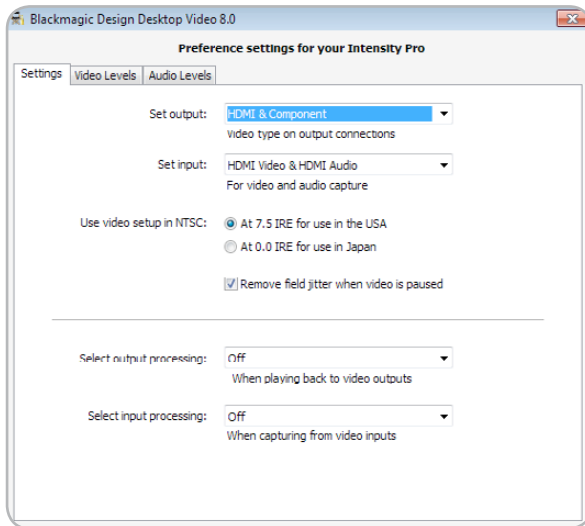 Blackmagic Design Desktop Video 8.0
Preference settings for your Intensity Pro
Settings Video Levels Audio Levels
Set output: HDMI & Component
Video type on output connections
Set input: HDMI Video & HDMI Audio
For video and audio capture
Use video setup in NTSC: At 7.5 IRE for use in the USA
At 0.0 IRE for use in Japan
Remove field jitter when video is paused
Select output processing: Off
When playing back to video outputs
Select input processing: Off
When capturing from video inputs